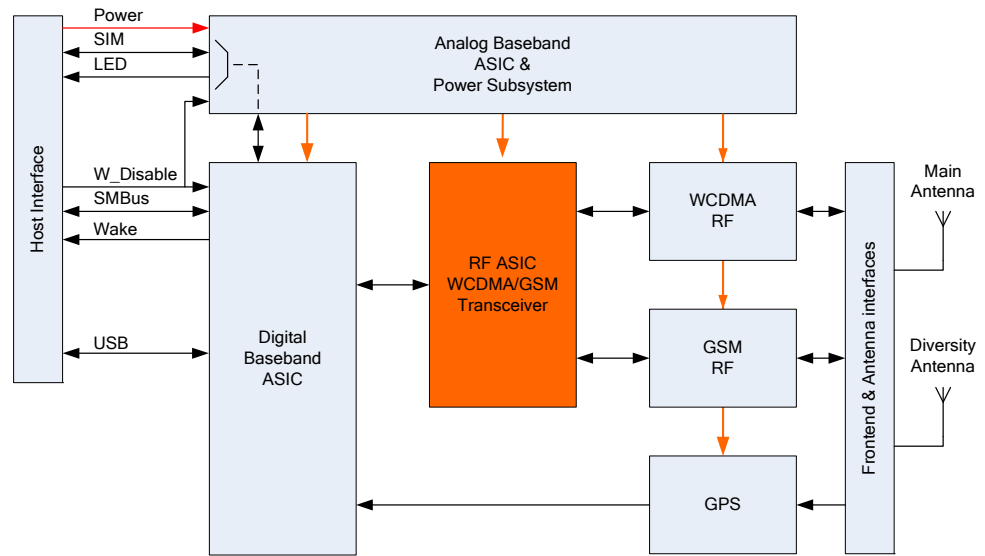 Power
SIM
LED
Analog Baseband
ASIC &
Power Subsystem
Host Interface
W_Disable
SMBus
Wake
USB
Digital
Baseband
ASIC
RF ASIC
WCDMA/GSM
Transceiver
WCDMA
RF
GSM
RF
GPS
Frontend & Antenna interfaces
Main
Antenna
Diversity
Antenna